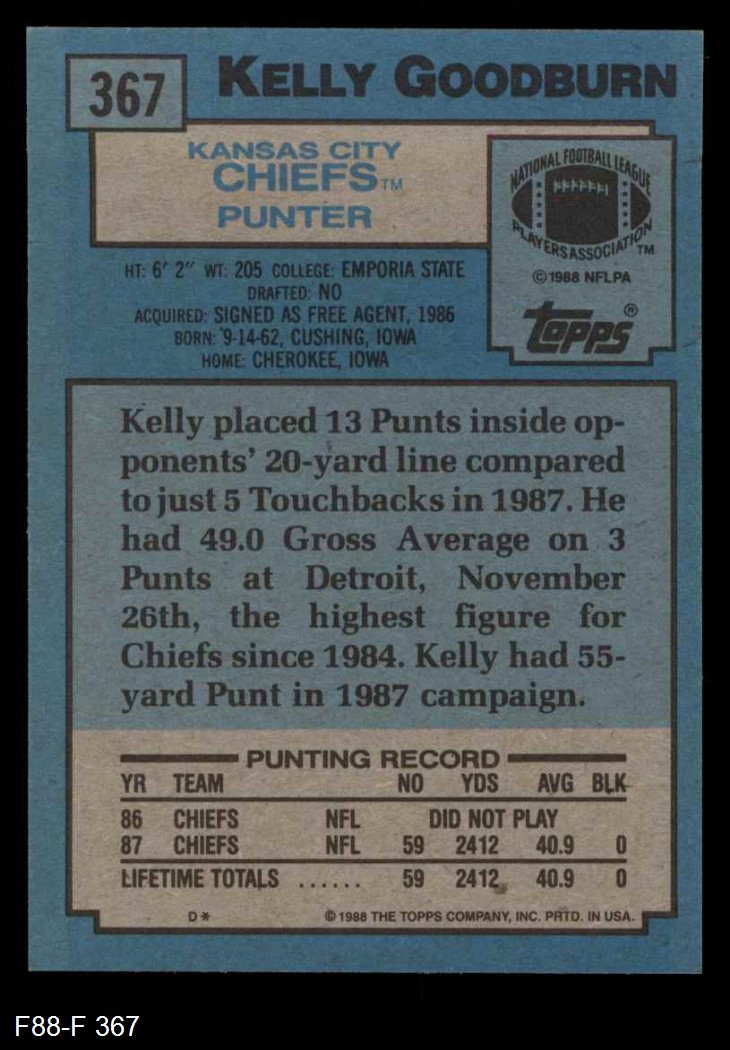 367
KELLY GOODBURN
KANSAS CITY
CHIEFS™
PUNTER
NATIONAL FOOTBALL LEAGUE
PLAYERS ASSOCIATION™
©1988 NFLPA
topps®
HT: 6' 2" WT: 205 COLLEGE: EMPORIA STATE
DRAFTED: NO
ACQUIRED: SIGNED AS FREE AGENT, 1986
BORN: 9-14-62, CUSHING, IOWA
HOME: CHEROKEE, IOWA
Kelly placed 13 Punts inside op-
ponents' 20-yard line compared
to just 5 Touchbacks in 1987. He
had 49.0 Gross Average on 3
Punts at Detroit, November
26th, the highest figure for
Chiefs since 1984. Kelly had 55-
yard Punt in 1987 campaign.
PUNTING RECORD
YR TEAM NO YDS AVG BLK
86 CHIEFS NFL DID NOT PLAY
87 CHIEFS NFL 59 2412 40.9 0
LIFETIME TOTALS ...... 59 2412 40.9 0
D* ©1988 THE TOPPS COMPANY, INC. PRTD. IN USA.
F88-F 367